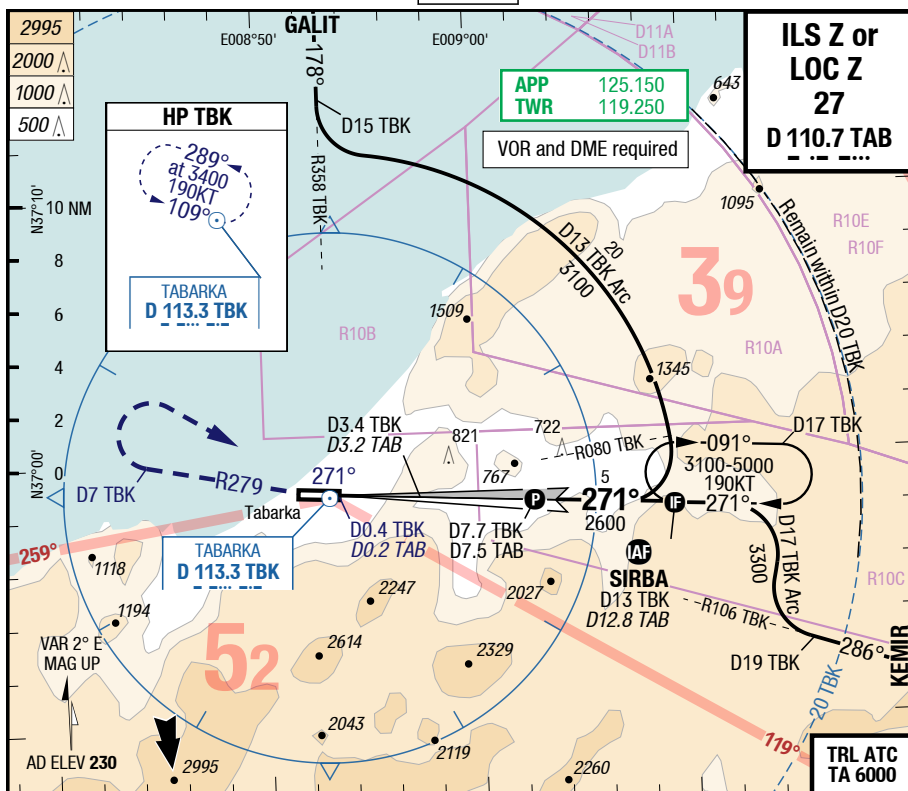 2995
2000
1000
500
GALIT
E008°50'
E009°00'
178°
D11A
D11B
643
ILS Z or
LOC Z
27
D 110.7 TAB
APP 125.150
TWR 119.250
VOR and DME required
D15 TBK
R358 TBK
HP TBK
289°
at 3400
190KT
109°
TABARKA
D 113.3 TBK
N37°10'
10 NM
8
6
4
2
0
N37°00'
1095
R10E
R10F
Remain within D20 TBK
20
D13 TBK Arc
3100
39
1509
R10B
R10A
1345
D3.4 TBK
D3.2 TAB
821
722
767
R080 TBK
091°
D17 TBK
3100-5000
190KT
271°
5
271°
2600
IF
P
D7 TBK
R279
271°
Tabarka
D0.4 TBK
D0.2 TAB
D7.7 TBK
D7.5 TAB
D17 TBK Arc
3300
IAF
SIRBA
D13 TBK
D12.8 TAB
TABARKA
D 113.3 TBK
259°
1118
1194
2247
2027
R10C
R106 TBK
D19 TBK
286°
KEMIR
52
2614
2329
VAR 2° E
MAG UP
AD ELEV 230
2995
2043
2119
2260
119°
20 TBK
TRL ATC
TA 6000